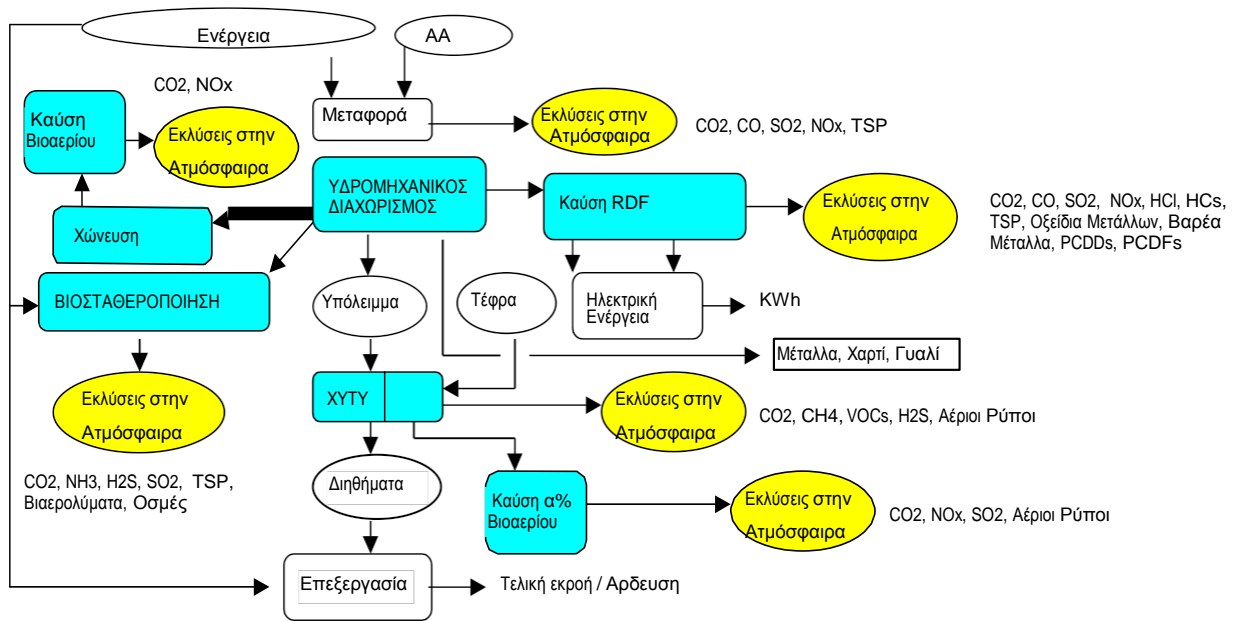 Ενέργεια
ΑΑ
CO2, NOx
Καύση
Βιοαερίου
Εκλύσεις στην
Ατμόσφαιρα
Μεταφορά
Εκλύσεις στην
Ατμόσφαιρα
CO2, CO, SO2, NOx, TSP
ΥΔΡΟΜΗΧΑΝΙΚΟΣ
ΔΙΑΧΩΡΙΣΜΟΣ
Καύση RDF
Εκλύσεις στην
Ατμόσφαιρα
CO2, CO, SO2, NOx, HCl, HCs,
TSP, Οξείδια Μετάλλων, Βαρέα
Μέταλλα, PCDDs, PCDFs
Χώνευση
ΒΙΟΣΤΑΘΕΡΟΠΟΙΗΣΗ
Υπόλειμμα
Τέφρα
Ηλεκτρική
Ενέργεια
KWh
Μέταλλα, Χαρτί, Γυαλί
Εκλύσεις στην
Ατμόσφαιρα
ΧΥΤΥ
Εκλύσεις στην
Ατμόσφαιρα
CO2, CH4, VOCs, H2S, Αέριοι Ρύποι
CO2, NH3, H2S, SO2, TSP,
Βιαερολύματα, Οσμές
Διηθήματα
Καύση α%
Βιοαερίου
Εκλύσεις στην
Ατμόσφαιρα
CO2, NOx, SO2, Αέριοι Ρύποι
Επεξεργασία
Τελική εκροή / Αρδευση